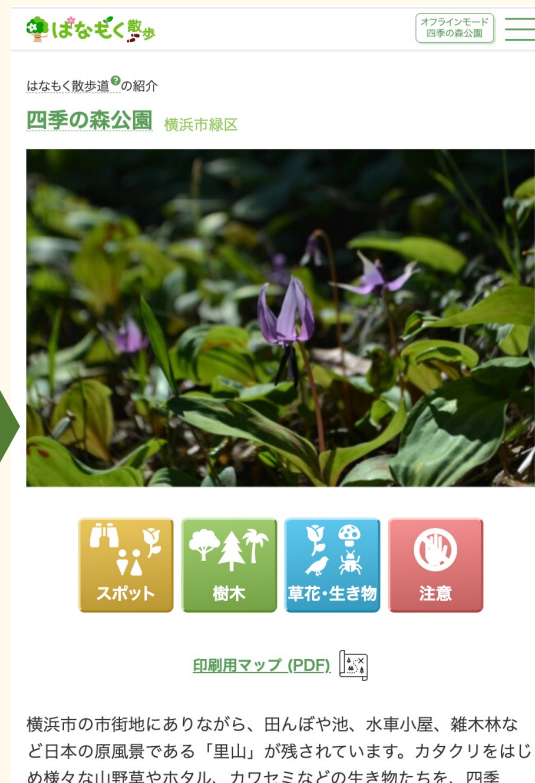 はなもく散歩
オフラインモード
四季の森公園
はなもく散歩道?の紹介
四季の森公園 横浜市緑区
スポット
樹木
草花・生き物
注意
印刷用マップ (PDF)
横浜市の市街地にありながら、田んぼや池、水車小屋、雑木林な
ど日本の原風景である「里山」が残されています。カタクリをはじ
め様々な山野草やホタル、カワセミなどの生き物たちを、四季